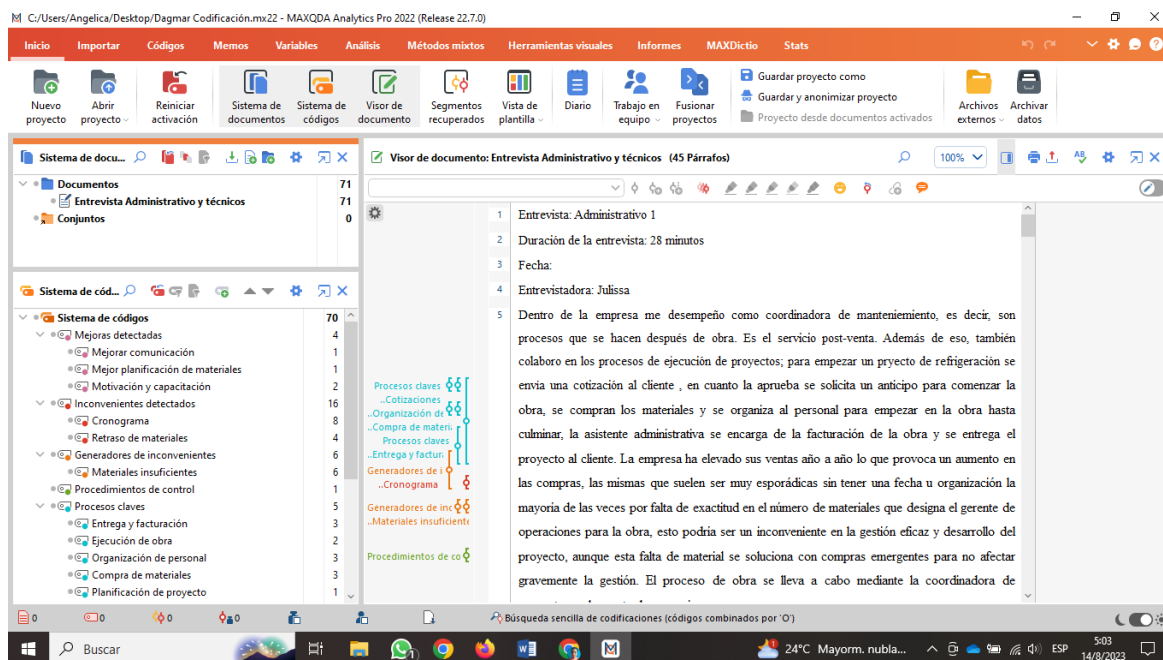 C:/Users/Angelica/Desktop/Dagmar Codificación.mx22 - MAXQDA Analytics Pro 2022 (Release 22.7.0)
Inicio Importar Códigos Memos Variables Análisis Métodos mixtos Herramientas visuales Informes MAXDictio Stats
Nuevo proyecto
Abrir proyecto
Reiniciar activación
Sistema de documentos
Sistema de códigos
Visor de documento
Segmentos recuperados
Vista de plantilla
Diario
Trabajo en equipo
Fusionar proyectos
Guardar proyecto como
Guardar y anonimizar proyecto
Proyecto desde documentos activados
Archivos externos
Archivar datos
Sistema de docu...
Documentos 71
Entrevista Administrativo y técnicos 71
Conjuntos 0
Sistema de cód...
Sistema de códigos 70
Mejoras detectadas 4
Mejorar comunicación 1
Mejor planificación de materiales 1
Motivación y capacitación 2
Inconvenientes detectados 16
Cronograma 8
Retraso de materiales 4
Generadores de inconvenientes 6
Materiales insuficientes 6
Procedimientos de control 1
Procesos claves 5
Entrega y facturación 3
Ejecución de obra 2
Organización de personal 3
Compra de materiales 3
Planificación de proyecto 1
Visor de documento: Entrevista Administrativo y técnicos (45 Párrafos)
100%
Procesos claves
..Cotizaciones
..Organización de
..Compra de materi
Procesos claves
..Entrega y factur
Generadores de i
..Cronograma
Generadores de inc
..Materiales insuficiente
Procedimientos de co
1 Entrevista: Administrativo 1
2 Duración de la entrevista: 28 minutos
3 Fecha:
4 Entrevistadora: Julissa
5 Dentro de la empresa me desempeño como coordinadora de manteniemiento, es decir, son
procesos que se hacen después de obra. Es el servicio post-venta. Además de eso, también
colaboro en los procesos de ejecución de proyectos; para empezar un pryecto de refrigeración se
envia una cotización al cliente , en cuanto la aprueba se solicita un anticipo para comenzar la
obra, se compran los materiales y se organiza al personal para empezar en la obra hasta
culminar, la asistente administrativa se encarga de la facturación de la obra y se entrega el
proyecto al cliente. La empresa ha elevado sus ventas año a año lo que provoca un aumento en
las compras, las mismas que suelen ser muy esporádicas sin tener una fecha u organización la
mayoria de las veces por falta de exactitud en el número de materiales que designa el gerente de
operaciones para la obra, esto podria ser un inconveniente en la gestión eficaz y desarrollo del
proyecto, aunque esta falta de material se soluciona con compras emergentes para no afectar
gravemente la gestión. El proceso de obra se lleva a cabo mediante la coordinadora de
0
0
0
0
Búsqueda sencilla de codificaciones (códigos combinados por 'O')
Buscar
24°C Mayorm. nubla...
ESP
5:03
14/8/2023